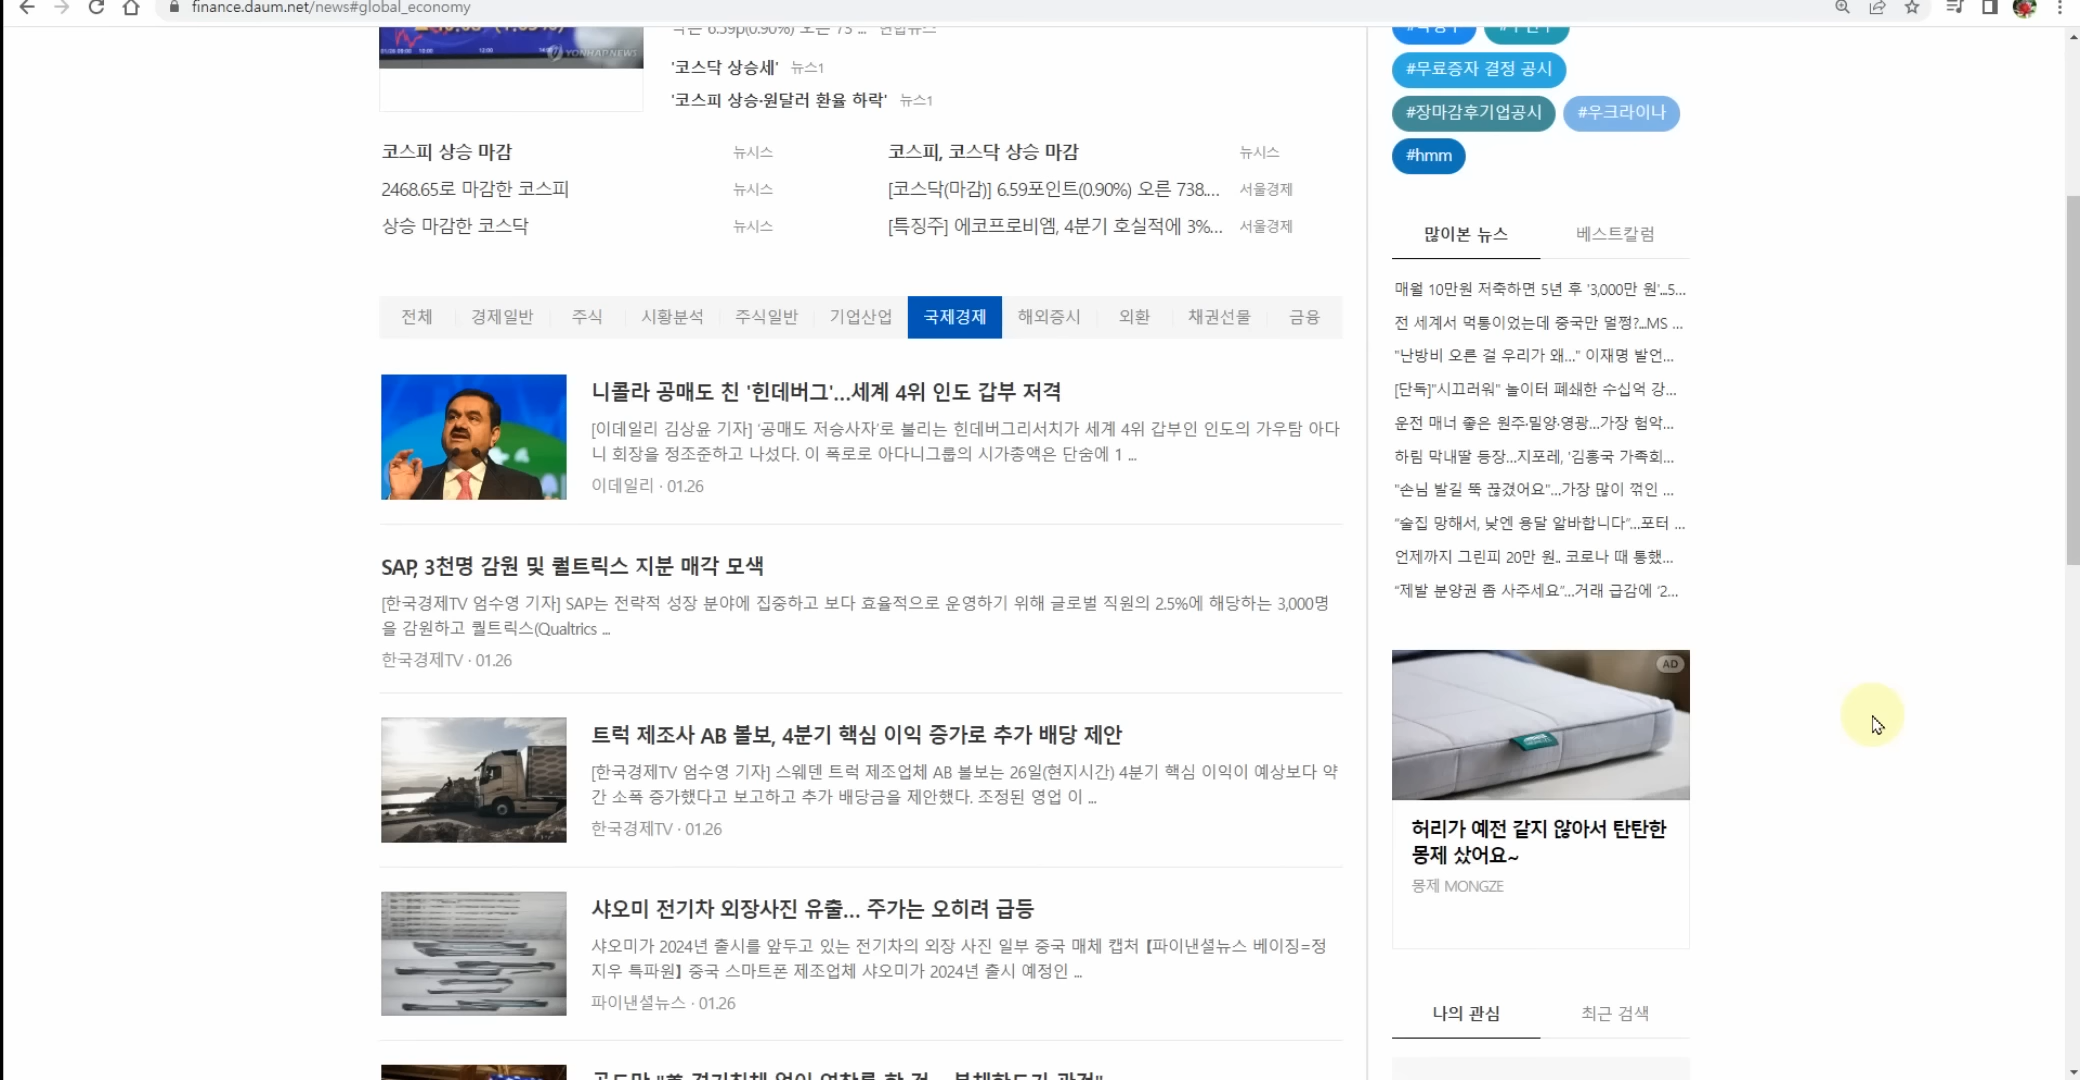 finance.daum.net/news#global_economy
YONHAPNEWS
'코스닥 상승세' 뉴스1
'코스피 상승·원달러 환율 하락' 뉴스1
코스피 상승 마감 뉴시스
2468.65로 마감한 코스피 뉴시스
상승 마감한 코스닥 뉴시스
코스피, 코스닥 상승 마감 뉴시스
[코스닥(마감)] 6.59포인트(0.90%) 오른 738.... 서울경제
[특징주] 에코프로비엠, 4분기 호실적에 3%... 서울경제
전체 경제일반 주식 시황분석 주식일반 기업산업 국제경제 해외증시 외환 채권선물 금융
니콜라 공매도 친 '힌데버그'...세계 4위 인도 갑부 저격
[이데일리 김상윤 기자] '공매도 저승사자'로 불리는 힌데버그리서치가 세계 4위 갑부인 인도의 가우탐 아다
니 회장을 정조준하고 나섰다. 이 폭로로 아다니그룹의 시가총액은 단숨에 1 ...
이데일리 · 01.26
SAP, 3천명 감원 및 퀄트릭스 지분 매각 모색
[한국경제TV 엄수영 기자] SAP는 전략적 성장 분야에 집중하고 보다 효율적으로 운영하기 위해 글로벌 직원의 2.5%에 해당하는 3,000명
을 감원하고 퀄트릭스(Qualtrics ...
한국경제TV · 01.26
트럭 제조사 AB 볼보, 4분기 핵심 이익 증가로 추가 배당 제안
[한국경제TV 엄수영 기자] 스웨덴 트럭 제조업체 AB 볼보는 26일(현지시간) 4분기 핵심 이익이 예상보다 약
간 소폭 증가했다고 보고하고 추가 배당금을 제안했다. 조정된 영업 이 ...
한국경제TV · 01.26
샤오미 전기차 외장사진 유출... 주가는 오히려 급등
샤오미가 2024년 출시를 앞두고 있는 전기차의 외장 사진 일부 중국 매체 캡처 【파이낸셜뉴스 베이징=정
지우 특파원】 중국 스마트폰 제조업체 샤오미가 2024년 출시 예정인 ...
파이낸셜뉴스 · 01.26
#무료증자 결정 공시
#장마감후기업공시 #우크라이나
#hmm
많이본 뉴스 베스트칼럼
매월 10만원 저축하면 5년 후 '3,000만 원'...5...
전 세계서 먹통이었는데 중국만 멀쩡?...MS ...
"난방비 오른 걸 우리가 왜..." 이재명 발언...
[단독]"시끄러워" 놀이터 폐쇄한 수십억 강...
운전 매너 좋은 원주·밀양·영광...가장 험악...
하림 막내딸 등장...지포레, '김홍국 가족회...
"손님 발길 뚝 끊겼어요"...가장 많이 꺾인 ...
"술집 망해서, 낮엔 용달 알바합니다"...포터 ...
언제까지 그린피 20만 원.. 코로나 때 통했...
"제발 분양권 좀 사주세요"...거래 급감에 '2...
AD
허리가 예전 같지 않아서 탄탄한
몽제 샀어요~
몽제 MONGZE
나의 관심 최근 검색